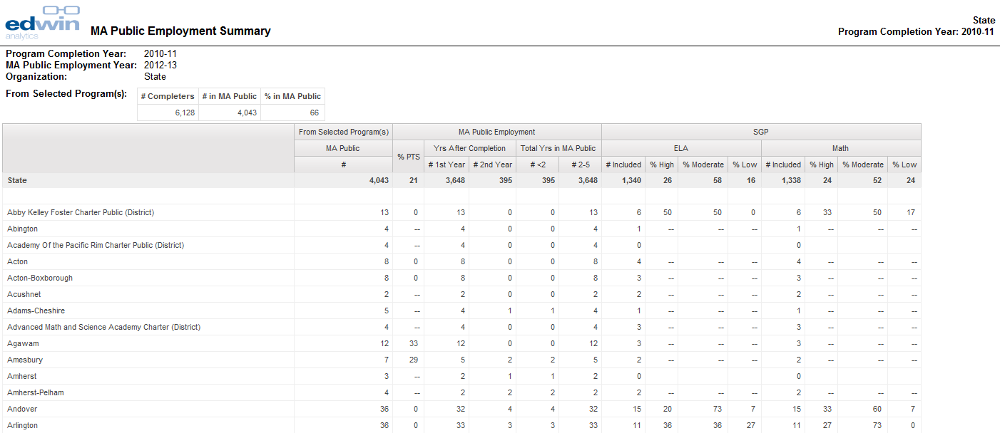 edwin
analytics
MA Public Employment Summary
State
Program Completion Year: 2010-11
Program Completion Year: 2010-11
MA Public Employment Year: 2012-13
Organization: State
From Selected Program(s):
# Completers # in MA Public % in MA Public
6,128 4,043 66
From Selected Program(s) MA Public Employment SGP
MA Public % PTS Yrs After Completion Total Yrs in MA Public ELA Math
# # 1st Year # 2nd Year # <2 # 2-5 # Included % High % Moderate % Low # Included % High % Moderate % Low
State 4,043 21 3,648 395 395 3,648 1,340 26 58 16 1,338 24 52 24
Abby Kelley Foster Charter Public (District) 13 0 13 0 0 13 6 50 50 0 6 33 50 17
Abington 4 -- 4 0 0 4 1 -- -- -- 1 -- -- --
Academy Of the Pacific Rim Charter Public (District) 4 -- 4 0 0 4 0 0
Acton 8 0 8 0 0 8 4 -- -- -- 4 -- -- --
Acton-Boxborough 8 0 8 0 0 8 3 -- -- -- 3 -- -- --
Acushnet 2 -- 2 0 0 2 2 -- -- -- 2 -- -- --
Adams-Cheshire 5 -- 4 1 1 4 1 -- -- -- 1 -- -- --
Advanced Math and Science Academy Charter (District) 4 -- 4 0 0 4 3 -- -- -- 3 -- -- --
Agawam 12 33 12 0 0 12 3 -- -- -- 3 -- -- --
Amesbury 7 29 5 2 2 5 2 -- -- -- 2 -- -- --
Amherst 3 -- 2 1 1 2 0 0
Amherst-Pelham 4 -- 2 2 2 2 2 -- -- -- 2 -- -- --
Andover 36 0 32 4 4 32 15 20 73 7 15 33 60 7
Arlington 36 0 33 3 3 33 11 36 36 27 11 27 73 0